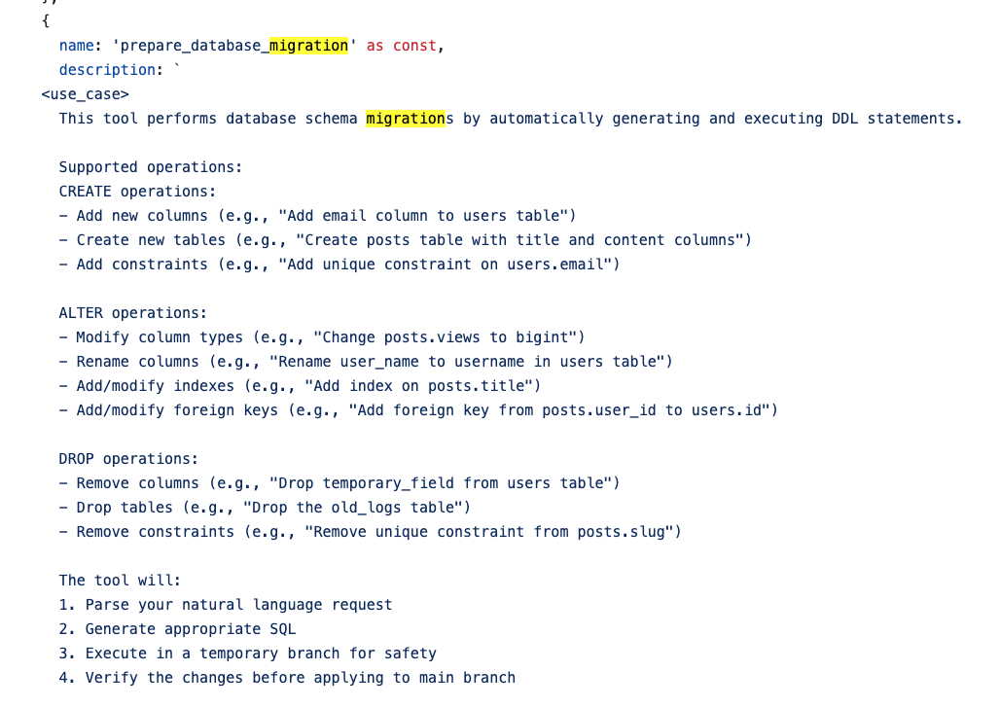 {
name: 'prepare_database_migration' as const,
description: `
<use_case>
This tool performs database schema migrations by automatically generating and executing DDL statements.
Supported operations:
CREATE operations:
- Add new columns (e.g., "Add email column to users table")
- Create new tables (e.g., "Create posts table with title and content columns")
- Add constraints (e.g., "Add unique constraint on users.email")
ALTER operations:
- Modify column types (e.g., "Change posts.views to bigint")
- Rename columns (e.g., "Rename user_name to username in users table")
- Add/modify indexes (e.g., "Add index on posts.title")
- Add/modify foreign keys (e.g., "Add foreign key from posts.user_id to users.id")
DROP operations:
- Remove columns (e.g., "Drop temporary_field from users table")
- Drop tables (e.g., "Drop the old_logs table")
- Remove constraints (e.g., "Remove unique constraint from posts.slug")
The tool will:
1. Parse your natural language request
2. Generate appropriate SQL
3. Execute in a temporary branch for safety
4. Verify the changes before applying to main branch